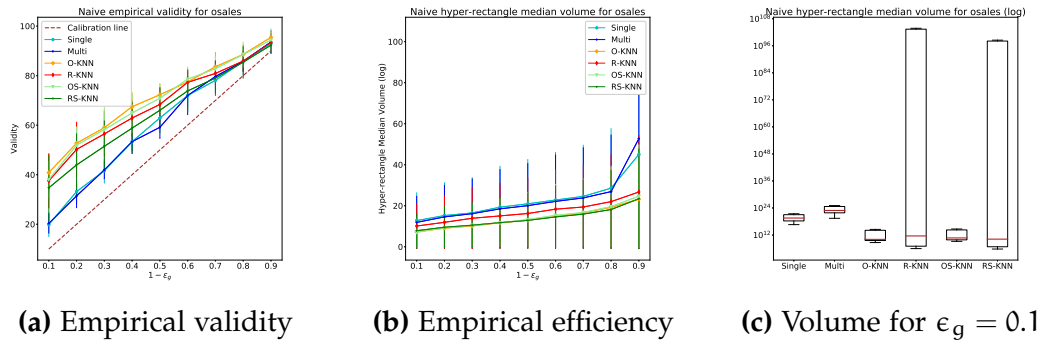 Naive empirical validity for osales
100
80
60
40
20
Validity
0.1 0.2 0.3 0.4 0.5 0.6 0.7 0.8 0.9
1 − ϵg
Calibration line
Single
Multi
O-KNN
R-KNN
OS-KNN
RS-KNN
(a) Empirical validity
Naive hyper-rectangle median volume for osales
100
80
60
40
20
0
Hyper-rectangle Median Volume (log)
0.1 0.2 0.3 0.4 0.5 0.6 0.7 0.8 0.9
1 − ϵg
Single
Multi
O-KNN
R-KNN
OS-KNN
RS-KNN
(b) Empirical efficiency
Naive hyper-rectangle median volume for osales (log)
10^108
10^96
10^84
10^72
10^60
10^48
10^36
10^24
10^12
Single Multi O-KNN R-KNN OS-KNN RS-KNN
(c) Volume for ϵg = 0.1